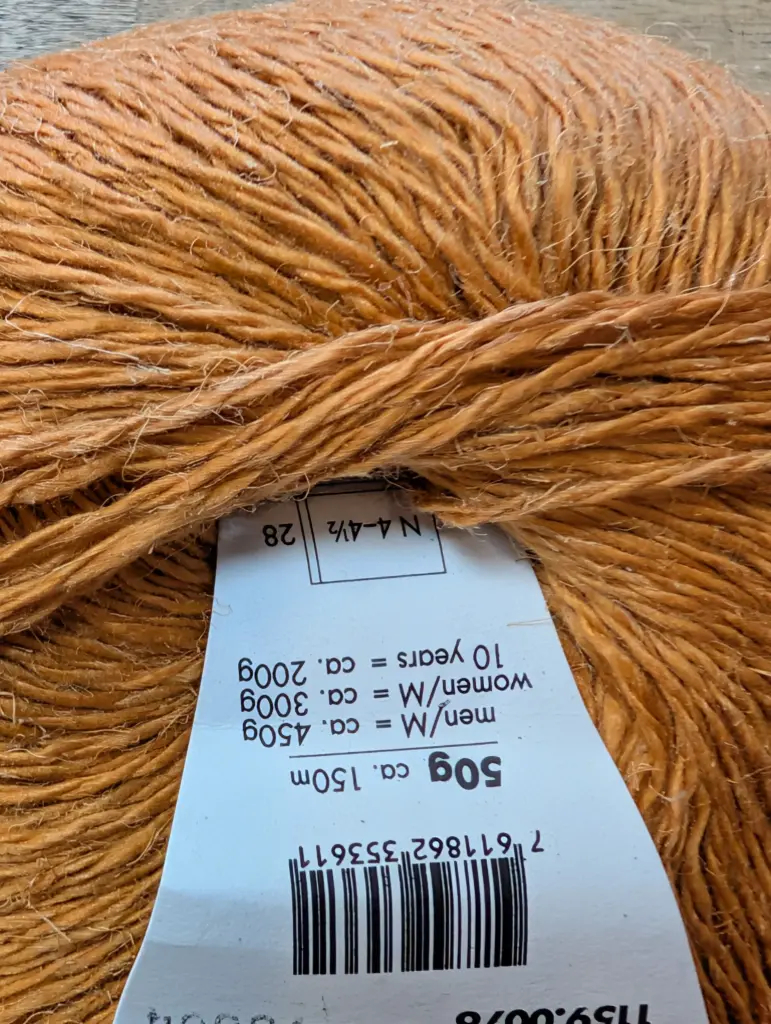 1159.0078
7 611862 353611
50g ca. 150m
men/M = ca. 450g
women/M = ca. 300g
10 years = ca. 200g
N 4–4½ 28